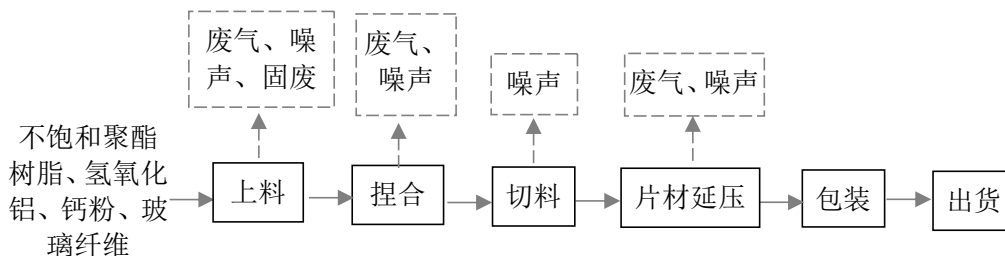 废气、噪
声、固废
废气、
噪声
噪声
废气、噪声
不饱和聚酯
树脂、氢氧化
铝、钙粉、玻
璃纤维
上料
捏合
切料
片材延压
包装
出货